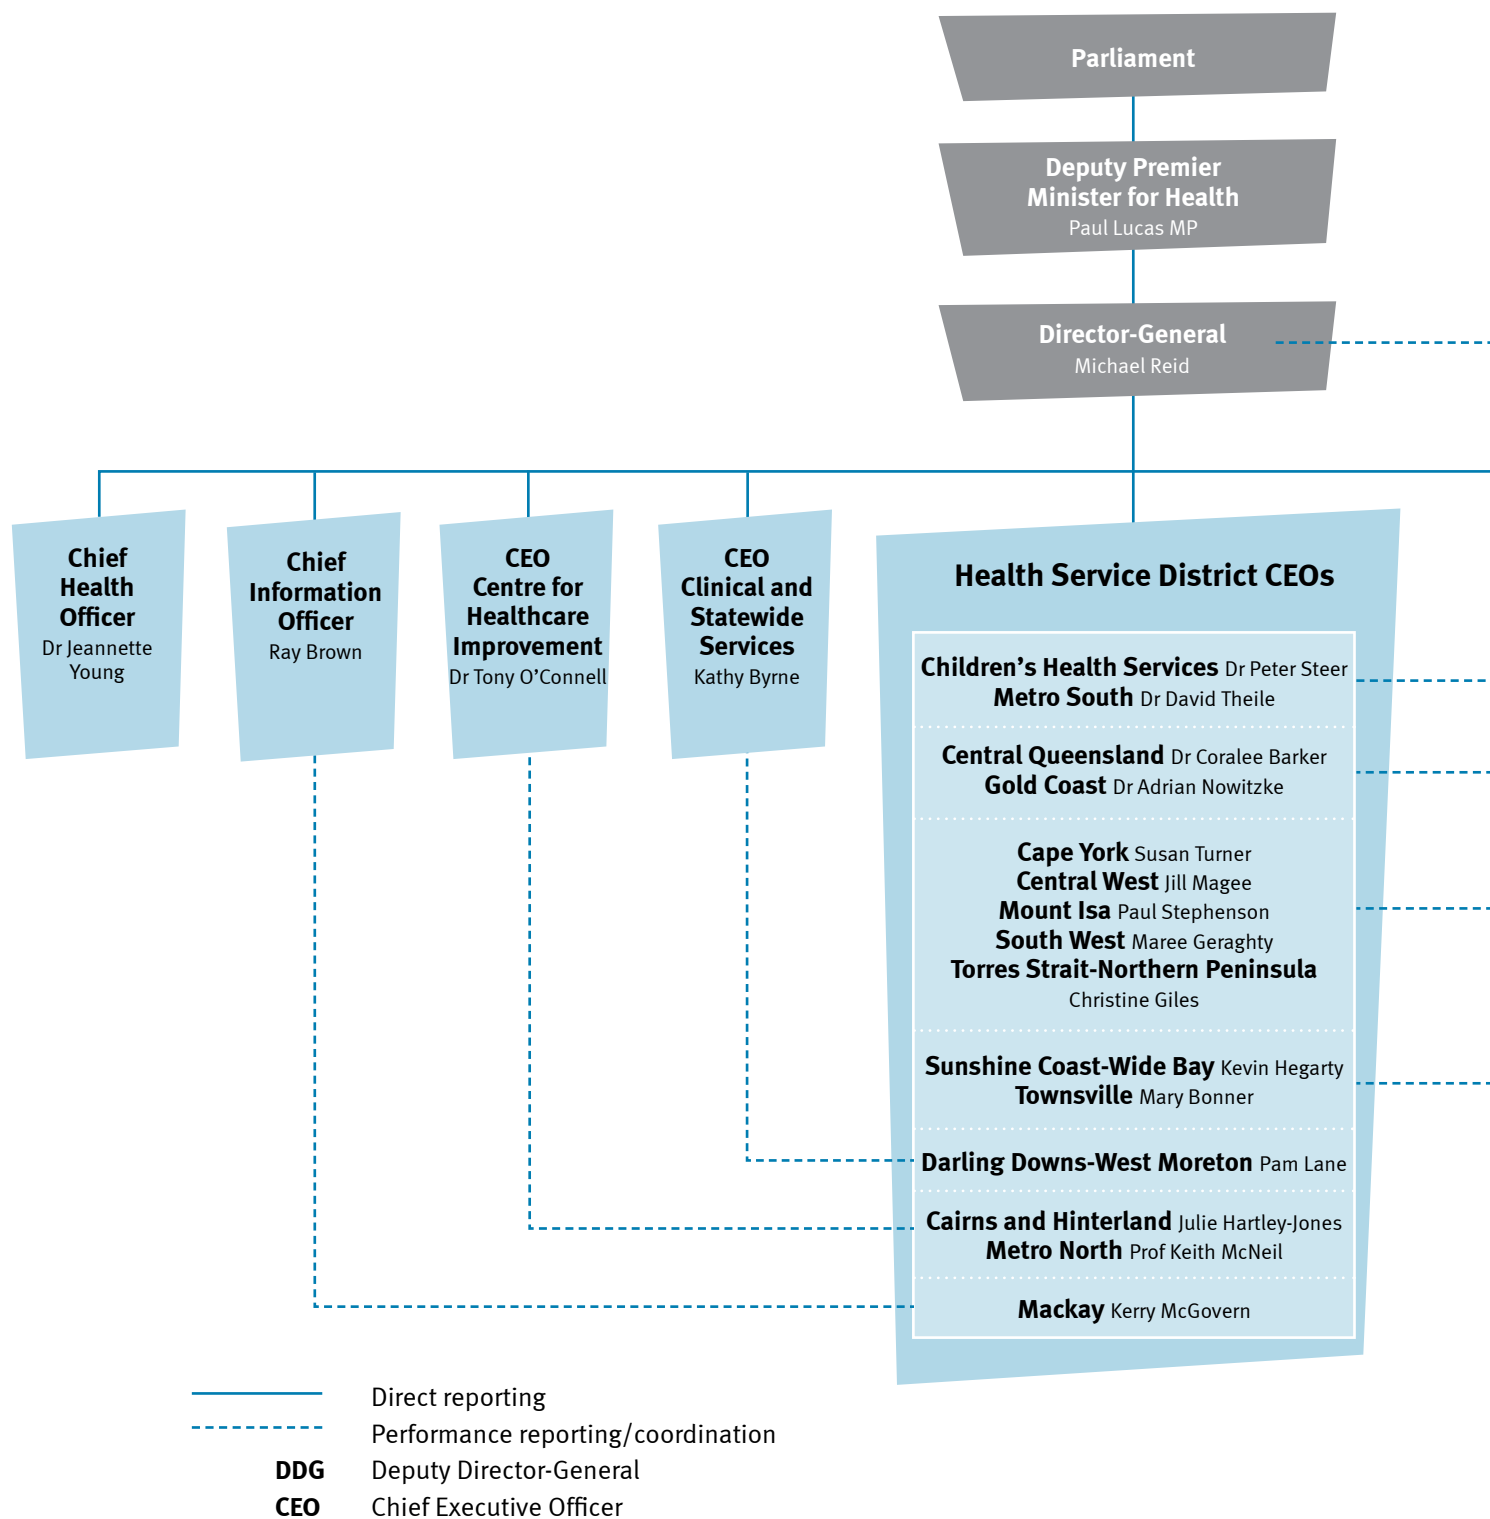 Parliament
Deputy Premier
Minister for Health
Paul Lucas MP
Director-General
Michael Reid
Chief
Health
Officer
Dr Jeannette
Young
Chief
Information
Officer
Ray Brown
CEO
Centre for
Healthcare
Improvement
Dr Tony O’Connell
CEO
Clinical and
Statewide
Services
Kathy Byrne
Health Service District CEOs
Children’s Health Services Dr Peter Steer
Metro South Dr David Theile
Central Queensland Dr Coralee Barker
Gold Coast Dr Adrian Nowitzke
Cape York Susan Turner
Central West Jill Magee
Mount Isa Paul Stephenson
South West Maree Geraghty
Torres Strait-Northern Peninsula
Christine Giles
Sunshine Coast-Wide Bay Kevin Hegarty
Townsville Mary Bonner
Darling Downs-West Moreton Pam Lane
Cairns and Hinterland Julie Hartley-Jones
Metro North Prof Keith McNeil
Mackay Kerry McGovern
Direct reporting
Performance reporting/coordination
DDG Deputy Director-General
CEO Chief Executive Officer